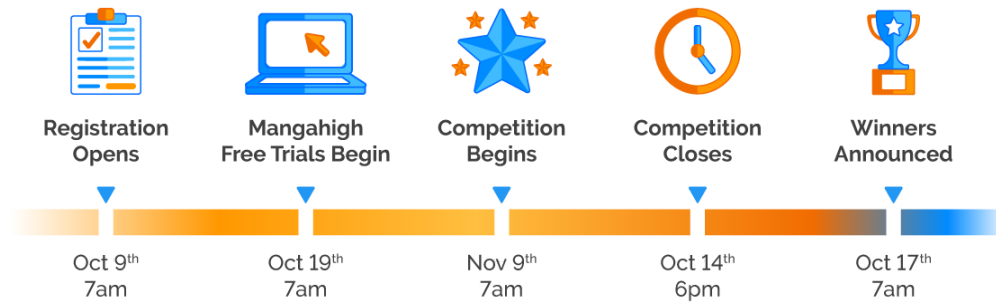 Registration
Opens
Mangahigh
Free Trials Begin
Competition
Begins
Competition
Closes
Winners
Announced
Oct 9th
7am
Oct 19th
7am
Nov 9th
7am
Oct 14th
6pm
Oct 17th
7am